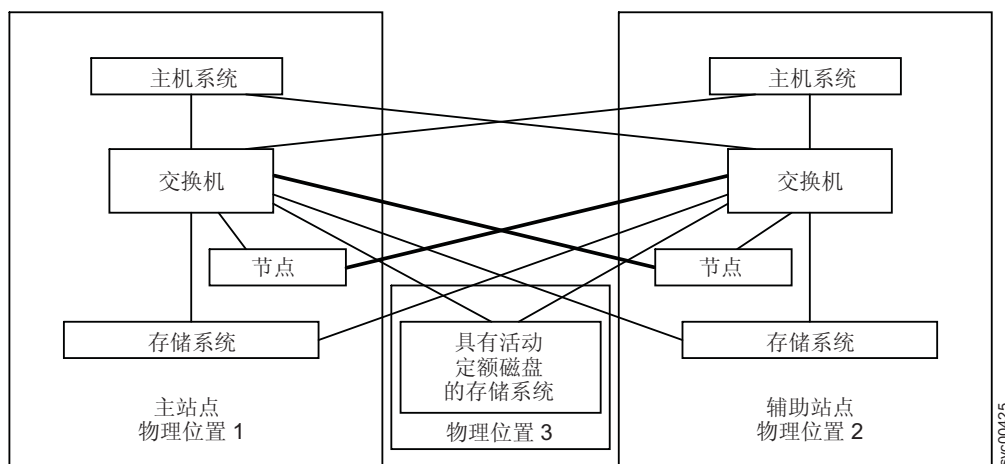 主机系统
主机系统
交换机
交换机
节点
节点
存储系统
具有活动
定额磁盘
的存储系统
存储系统
主站点
物理位置 1
物理位置 3
辅助站点
物理位置 2
svc00425